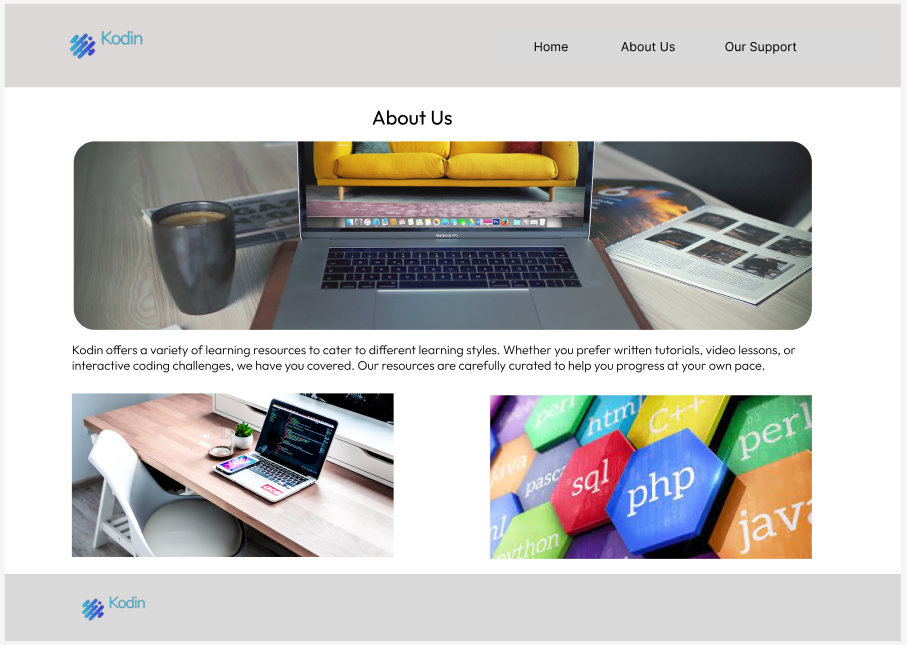 Kodin
Home About Us Our Support
About Us
MacBook Pro
Kodin offers a variety of learning resources to cater to different learning styles. Whether you prefer written tutorials, video lessons, or
interactive coding challenges, we have you covered. Our resources are carefully curated to help you progress at your own pace.
perl
html
C++
perl
java
pasc
sql
php
java
python
Kodin